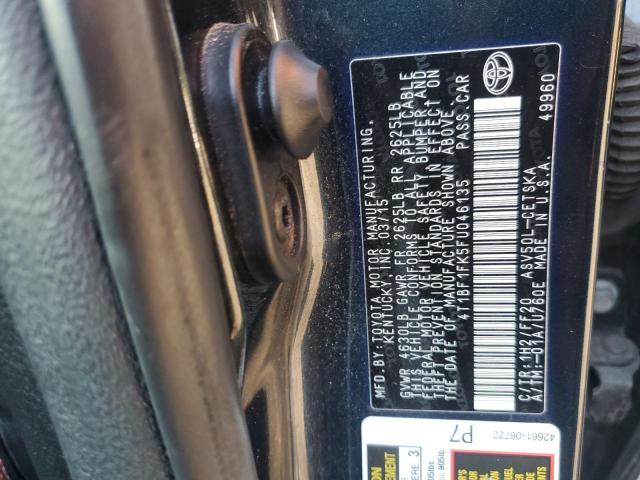 MFD.BY:TOYOTA MOTOR MANUFACTURING,
KENTUCKY, INC. 03/15
GVWR 4630LB GAWR FR 2625LB RR 2625LB
THIS VEHICLE CONFORMS TO ALL APPLICABLE
FEDERAL MOTOR VEHICLE SAFETY, BUMPER AND
THEFT PREVENTION STANDARDS IN EFFECT ON
THE DATE OF MANUFACTURE SHOWN ABOVE.
4T1BF1FK5FU046135 PASS.CAR
C/TR:1H2/FF20 ASV50L-CETSKA
A/TM:-01A/U760E MADE IN U.S.A. 49960
42661-06722
P7